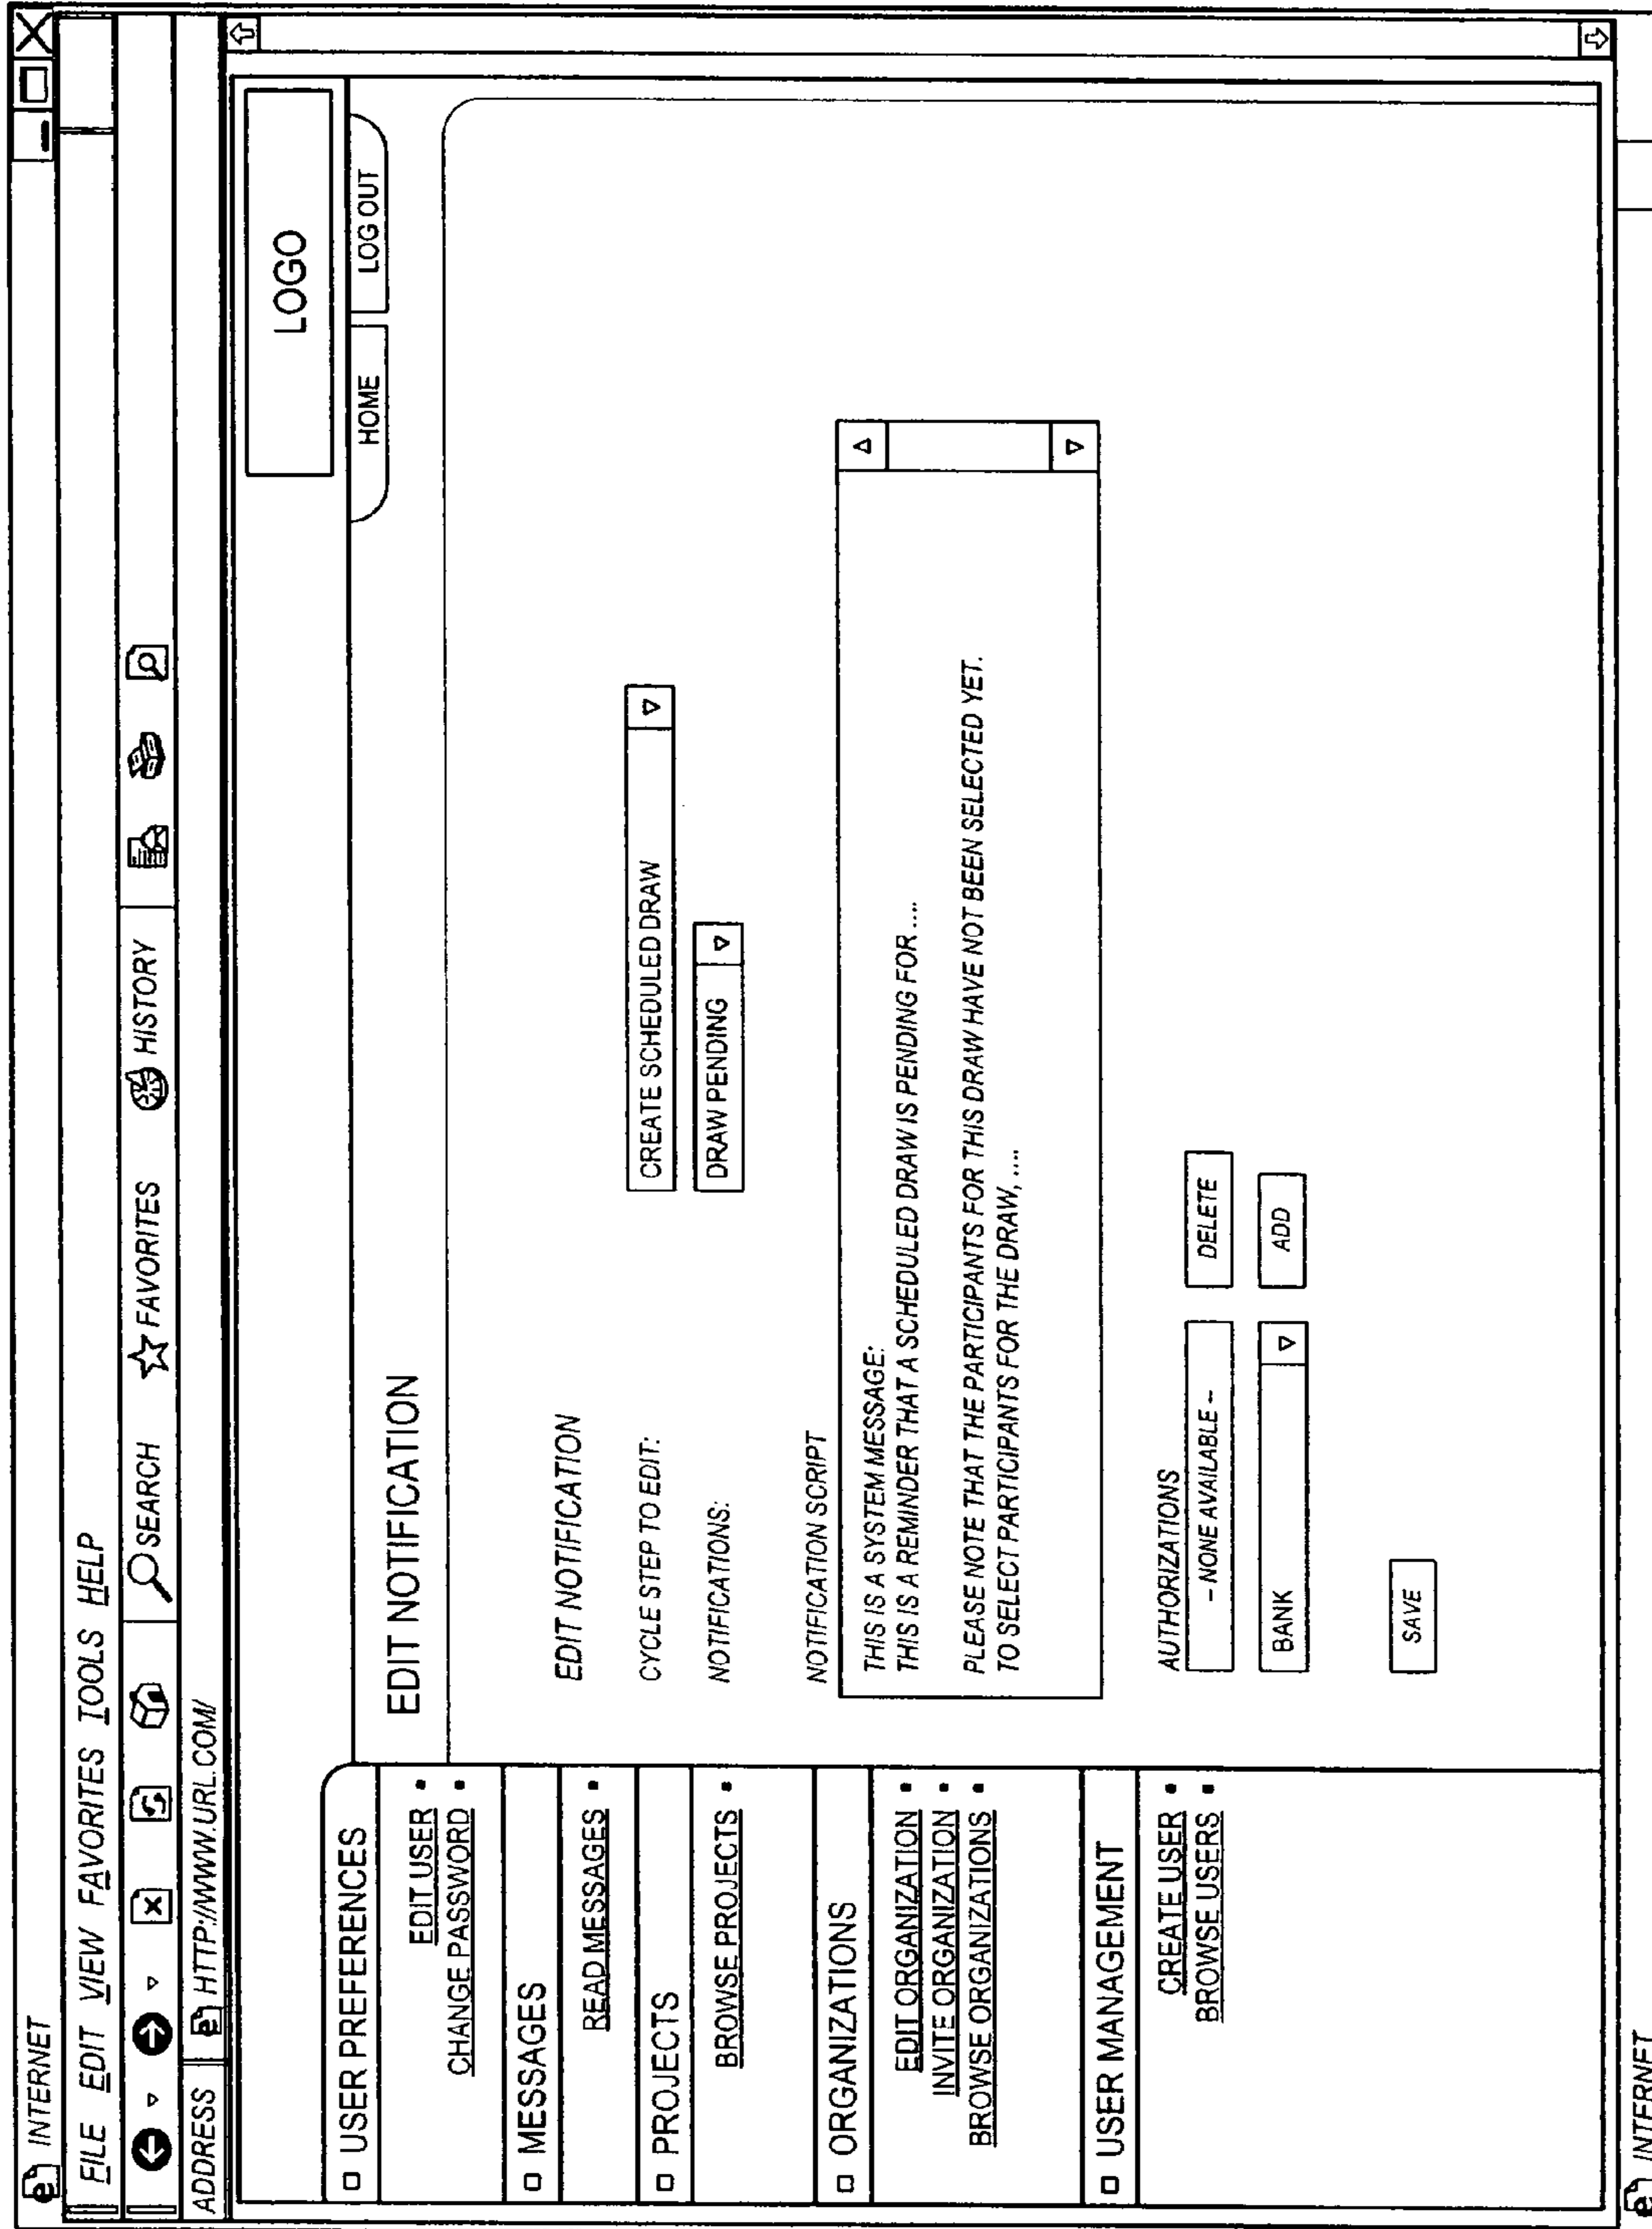 INTERNET
FILE EDIT VIEW FAVORITES TOOLS HELP
SEARCH FAVORITES HISTORY
ADDRESS HTTP://WWW.URL.COM/
LOGO
HOME LOG OUT
USER PREFERENCES
EDIT USER
CHANGE PASSWORD
MESSAGES
READ MESSAGES
PROJECTS
BROWSE PROJECTS
ORGANIZATIONS
EDIT ORGANIZATION
INVITE ORGANIZATION
BROWSE ORGANIZATIONS
USER MANAGEMENT
CREATE USER
BROWSE USERS
EDIT NOTIFICATION
EDIT NOTIFICATION
CYCLE STEP TO EDIT: CREATE SCHEDULED DRAW
NOTIFICATIONS: DRAW PENDING
NOTIFICATION SCRIPT
THIS IS A SYSTEM MESSAGE:
THIS IS A REMINDER THAT A SCHEDULED DRAW IS PENDING FOR ....
PLEASE NOTE THAT THE PARTICIPANTS FOR THIS DRAW HAVE NOT BEEN SELECTED YET.
TO SELECT PARTICIPANTS FOR THE DRAW, ....
AUTHORIZATIONS
-- NONE AVAILABLE -- DELETE
BANK ADD
SAVE
INTERNET